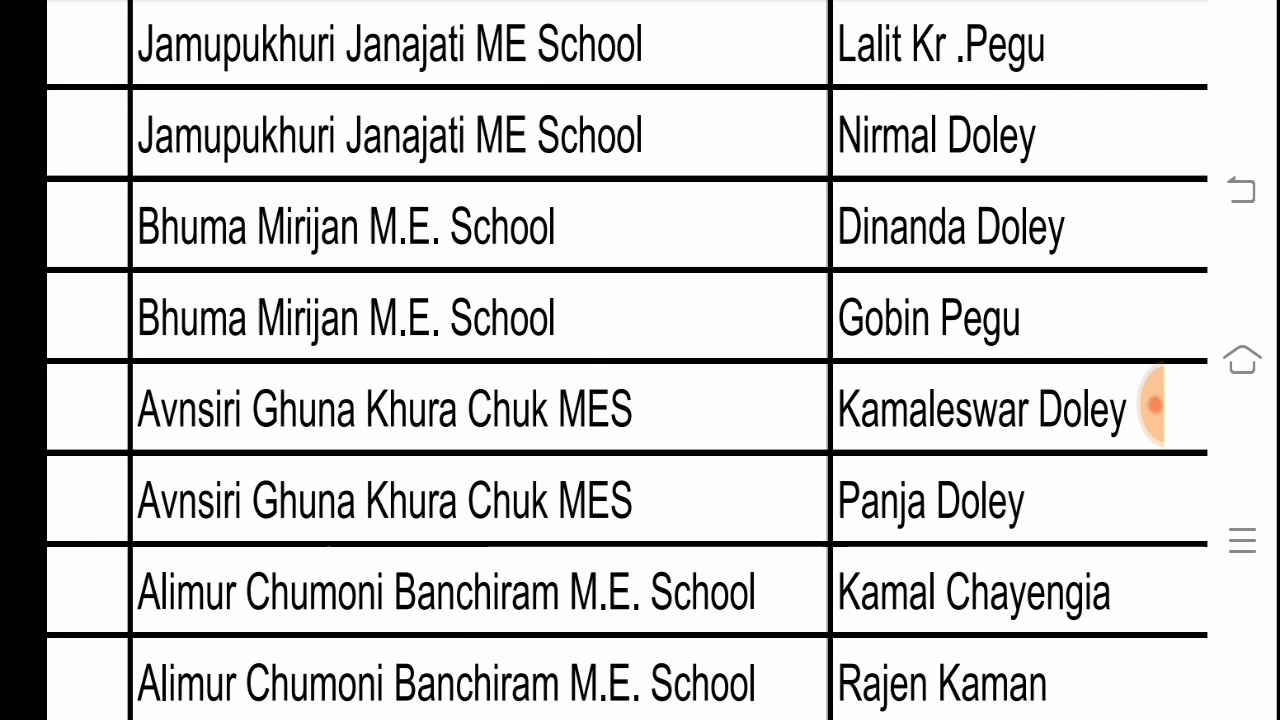 Jamupukhuri Janajati ME School Lalit Kr .Pegu
Jamupukhuri Janajati ME School Nirmal Doley
Bhuma Mirijan M.E. School Dinanda Doley
Bhuma Mirijan M.E. School Gobin Pegu
Avnsiri Ghuna Khura Chuk MES Kamaleswar Doley
Avnsiri Ghuna Khura Chuk MES Panja Doley
Alimur Chumoni Banchiram M.E. School Kamal Chayengia
Alimur Chumoni Banchiram M.E. School Rajen Kaman